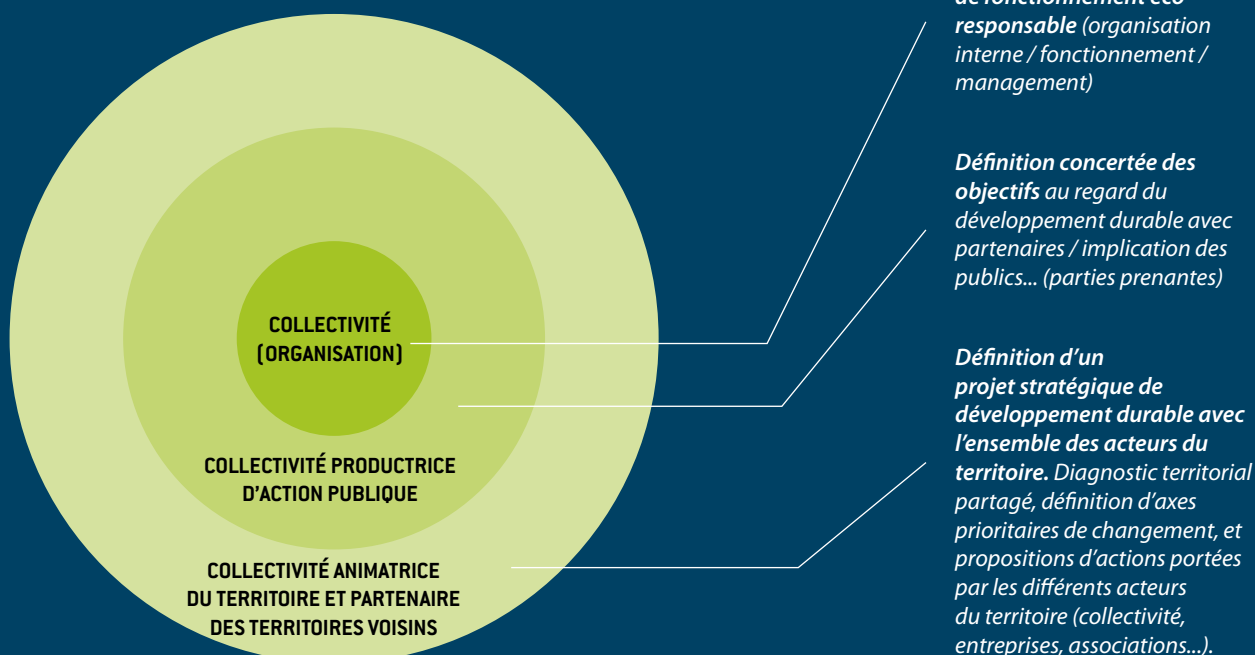 de fonctionnement éco-
responsable (organisation
interne / fonctionnement /
management)
Définition concertée des
objectifs au regard du
développement durable avec
partenaires / implication des
publics... (parties prenantes)
Définition d’un
projet stratégique de
développement durable avec
l’ensemble des acteurs du
territoire. Diagnostic territorial
partagé, définition d’axes
prioritaires de changement, et
propositions d’actions portées
par les différents acteurs
du territoire (collectivité,
entreprises, associations...).
COLLECTIVITÉ
(ORGANISATION)
COLLECTIVITÉ PRODUCTRICE
D’ACTION PUBLIQUE
COLLECTIVITÉ ANIMATRICE
DU TERRITOIRE ET PARTENAIRE
DES TERRITOIRES VOISINS